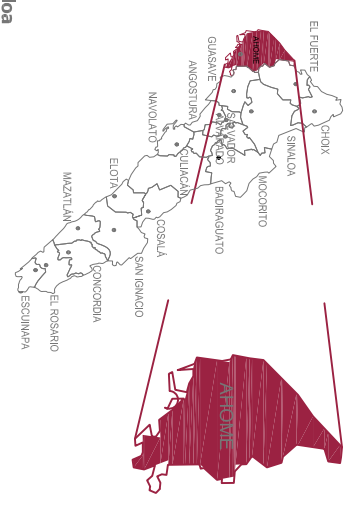 loa
EL FUERTE
AHOME
GUASAVE
CHOIX
ANGOSTURA
SINALOA
SALVADOR
ALVARADO
NAVOLATO
MOCORITO
CULIACÁN
BADIRAGUATO
ELOTA
MAZATLÁN
COSALÁ
SAN IGNACIO
CONCORDIA
EL ROSARIO
ESCUINAPA
AHOME